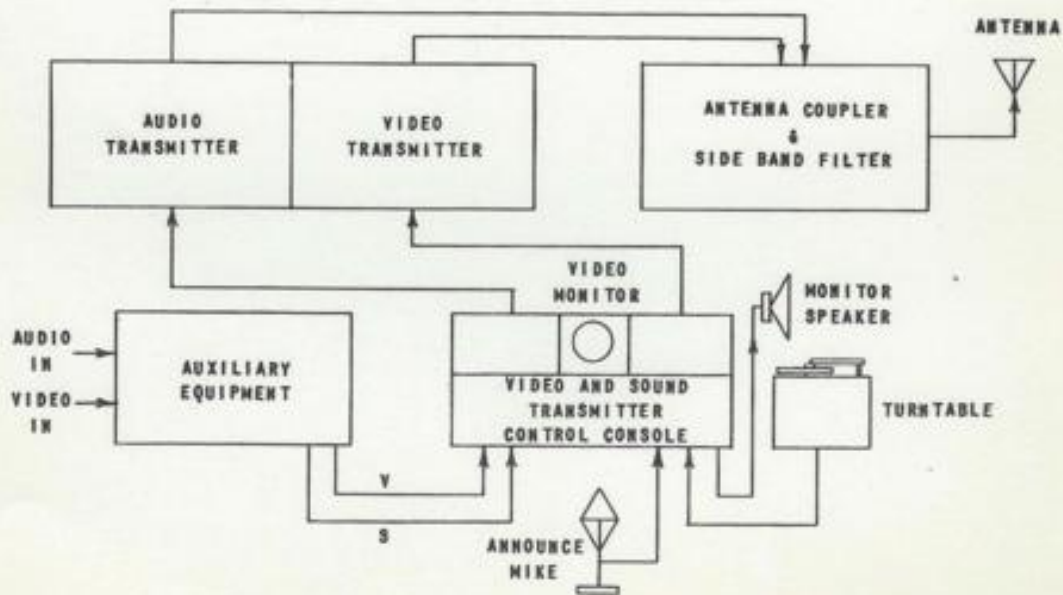 ANTENNA
AUDIO
TRANSMITTER
VIDEO
TRANSMITTER
ANTENNA COUPLER
&
SIDE BAND FILTER
VIDEO
MONITOR
MONITOR
SPEAKER
AUDIO
IN
VIDEO
IN
AUXILIARY
EQUIPMENT
VIDEO AND SOUND
TRANSMITTER
CONTROL CONSOLE
TURNTABLE
V
S
ANNOUNCE
MIKE